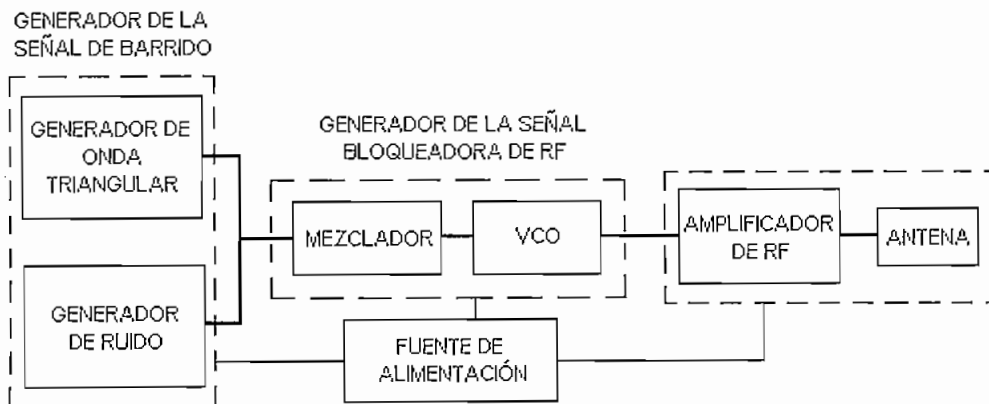 GENERADOR DE LA
SEÑAL DE BARRIDO
GENERADOR DE
ONDA
TRIANGULAR
GENERADOR
DE RUIDO
GENERADOR DE LA SEÑAL
BLOQUEADORA DE RF
MEZCLADOR
VCO
AMPLIFICADOR
DE RF
ANTENA
FUENTE DE
ALIMENTACIÓN